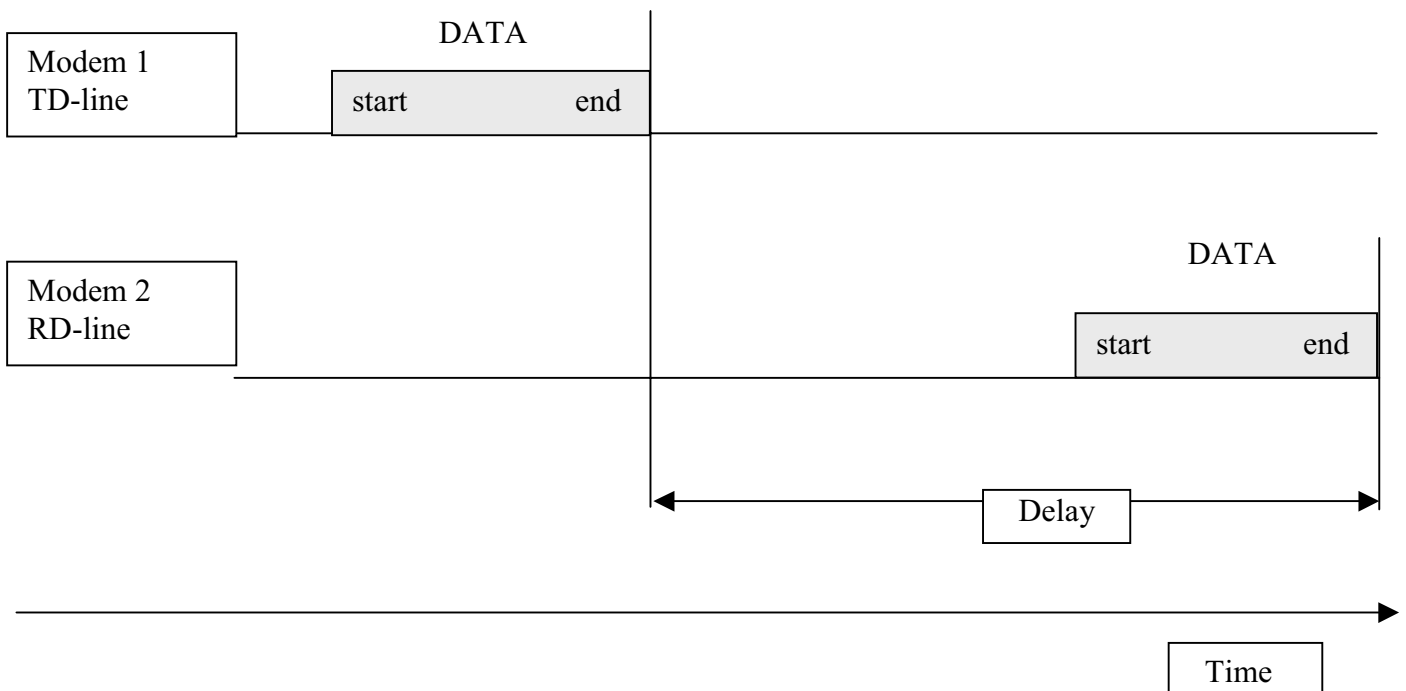 DATA
Modem 1
TD-line
start end
DATA
Modem 2
RD-line
start end
Delay
Time